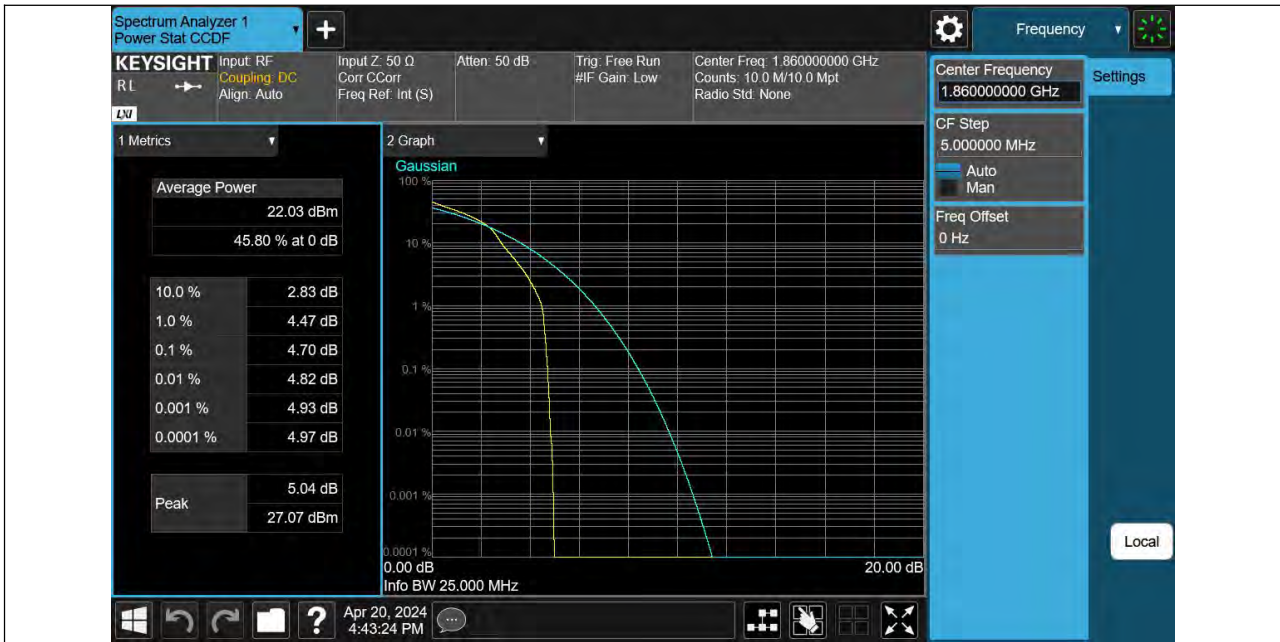 Spectrum Analyzer 1
Power Stat CCDF
Frequency
KEYSIGHT
RL
LXI
Input: RF
Coupling: DC
Align: Auto
Input Z: 50 Ω
Corr CCorr
Freq Ref: Int (S)
Atten: 50 dB
Trig: Free Run
#IF Gain: Low
Center Freq: 1.860000000 GHz
Counts: 10.0 M/10.0 Mpt
Radio Std: None
Center Frequency
1.860000000 GHz
Settings
CF Step
5.000000 MHz
Auto
Man
Freq Offset
0 Hz
1 Metrics
Average Power
22.03 dBm
45.80 % at 0 dB
10.0 % 2.83 dB
1.0 % 4.47 dB
0.1 % 4.70 dB
0.01 % 4.82 dB
0.001 % 4.93 dB
0.0001 % 4.97 dB
Peak
5.04 dB
27.07 dBm
2 Graph
Gaussian
100 %
10 %
1 %
0.1 %
0.01 %
0.001 %
0.0001 %
0.00 dB 20.00 dB
Info BW 25.000 MHz
Local
?
Apr 20, 2024
4:43:24 PM